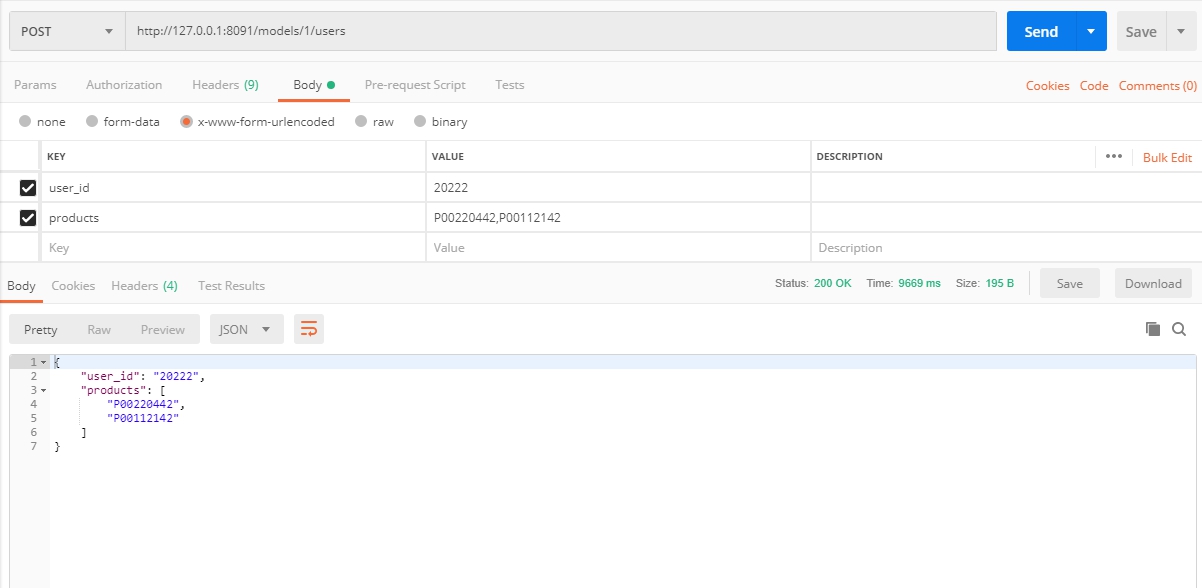 POST http://127.0.0.1:8091/models/1/users Send Save
Params Authorization Headers (9) Body Pre-request Script Tests Cookies Code Comments (0)
none form-data x-www-form-urlencoded raw binary
KEY VALUE DESCRIPTION ••• Bulk Edit
user_id 20222
products P00220442,P00112142
Key Value Description
Body Cookies Headers (4) Test Results Status: 200 OK Time: 9669 ms Size: 195 B Save Download
Pretty Raw Preview JSON
1 {
2 "user_id": "20222",
3 "products": [
4 "P00220442",
5 "P00112142"
6 ]
7 }